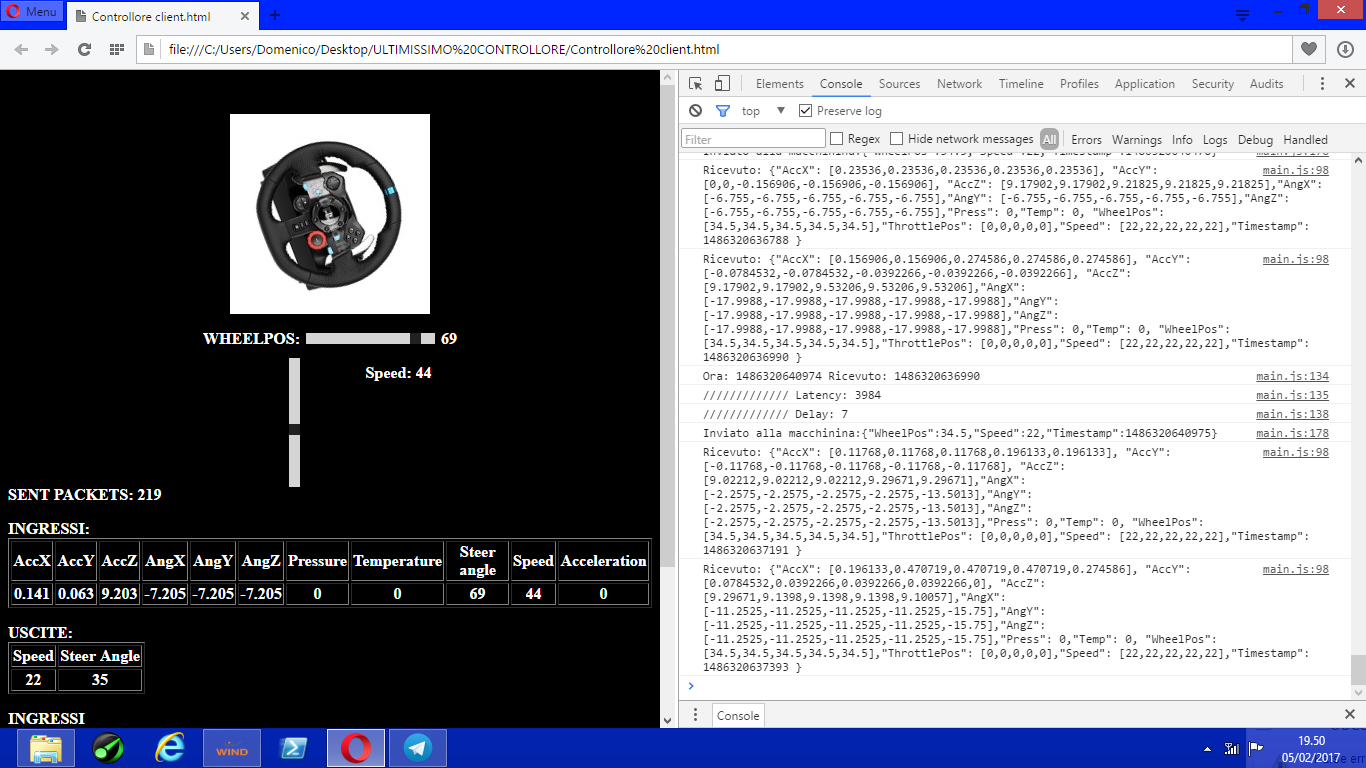 Menu
Controllore client.html
file:///C:/Users/Domenico/Desktop/ULTIMISSIMO%20CONTROLLORE/Controllore%20client.html
WHEELPOS: 69
Speed: 44
SENT PACKETS: 219
INGRESSI:
AccX AccY AccZ AngX AngY AngZ Pressure Temperature Steer angle Speed Acceleration
0.141 0.063 9.203 -7.205 -7.205 -7.205 0 0 69 44 0
USCITE:
Speed Steer Angle
22 35
INGRESSI
Elements Console Sources Network Timeline Profiles Application Security Audits
top Preserve log
Filter Regex Hide network messages All Errors Warnings Info Logs Debug Handled
Ricevuto: {"AccX": [0.23536,0.23536,0.23536,0.23536,0.23536], "AccY": main.js:98
[0,0,-0.156906,-0.156906,-0.156906], "AccZ": [9.17902,9.17902,9.21825,9.21825,9.21825],"AngX":
[-6.755,-6.755,-6.755,-6.755,-6.755],"AngY": [-6.755,-6.755,-6.755,-6.755,-6.755],"AngZ":
[-6.755,-6.755,-6.755,-6.755,-6.755],"Press": 0,"Temp": 0, "WheelPos":
[34.5,34.5,34.5,34.5,34.5],"ThrottlePos": [0,0,0,0,0],"Speed": [22,22,22,22,22],"Timestamp":
1486320636788 }
Ricevuto: {"AccX": [0.156906,0.156906,0.274586,0.274586,0.274586], "AccY": main.js:98
[-0.0784532,-0.0784532,-0.0392266,-0.0392266,-0.0392266], "AccZ":
[9.17902,9.17902,9.53206,9.53206,9.53206],"AngX":
[-17.9988,-17.9988,-17.9988,-17.9988,-17.9988],"AngY":
[-17.9988,-17.9988,-17.9988,-17.9988,-17.9988],"AngZ":
[-17.9988,-17.9988,-17.9988,-17.9988,-17.9988],"Press": 0,"Temp": 0, "WheelPos":
[34.5,34.5,34.5,34.5,34.5],"ThrottlePos": [0,0,0,0,0],"Speed": [22,22,22,22,22],"Timestamp":
1486320636990 }
Ora: 1486320640974 Ricevuto: 1486320636990 main.js:134
///////////// Latency: 3984 main.js:135
///////////// Delay: 7 main.js:138
Inviato alla macchinina:{"WheelPos":34.5,"Speed":22,"Timestamp":1486320640975} main.js:178
Ricevuto: {"AccX": [0.11768,0.11768,0.11768,0.196133,0.196133], "AccY": main.js:98
[-0.11768,-0.11768,-0.11768,-0.11768,-0.11768], "AccZ":
[9.02212,9.02212,9.02212,9.29671,9.29671],"AngX":
[-2.2575,-2.2575,-2.2575,-2.2575,-13.5013],"AngY":
[-2.2575,-2.2575,-2.2575,-2.2575,-13.5013],"AngZ":
[-2.2575,-2.2575,-2.2575,-2.2575,-13.5013],"Press": 0,"Temp": 0, "WheelPos":
[34.5,34.5,34.5,34.5,34.5],"ThrottlePos": [0,0,0,0,0],"Speed": [22,22,22,22,22],"Timestamp":
1486320637191 }
Ricevuto: {"AccX": [0.196133,0.470719,0.470719,0.470719,0.274586], "AccY": main.js:98
[0.0784532,0.0392266,0.0392266,0.0392266,0], "AccZ":
[9.29671,9.1398,9.1398,9.1398,9.10057],"AngX":
[-11.2525,-11.2525,-11.2525,-11.2525,-15.75],"AngY":
[-11.2525,-11.2525,-11.2525,-11.2525,-15.75],"AngZ":
[-11.2525,-11.2525,-11.2525,-11.2525,-15.75],"Press": 0,"Temp": 0, "WheelPos":
[34.5,34.5,34.5,34.5,34.5],"ThrottlePos": [0,0,0,0,0],"Speed": [22,22,22,22,22],"Timestamp":
1486320637393 }
Console
WIND
19.50
05/02/2017